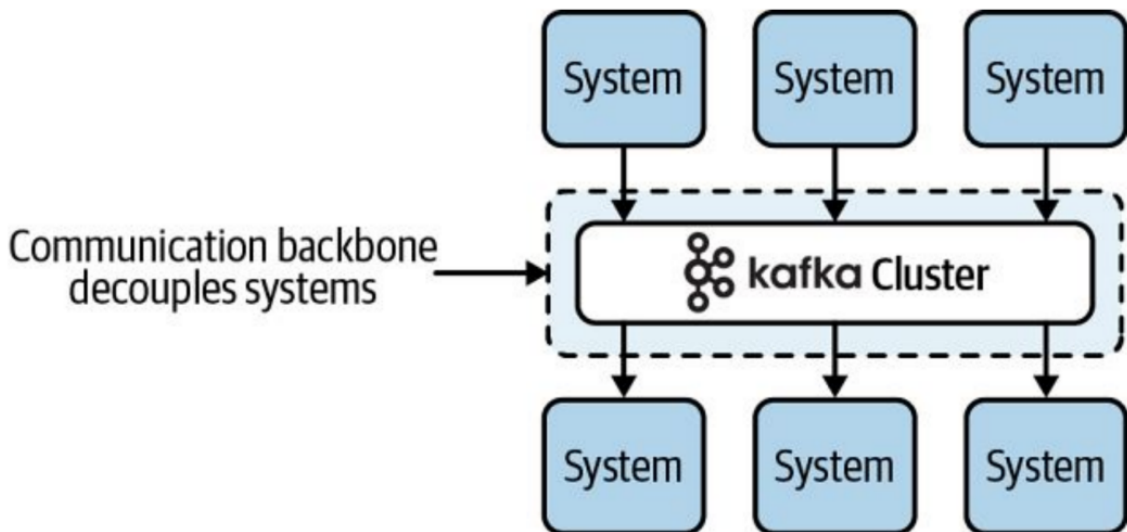 System System System
Communication backbone
decouples systems
kafka Cluster
System System System